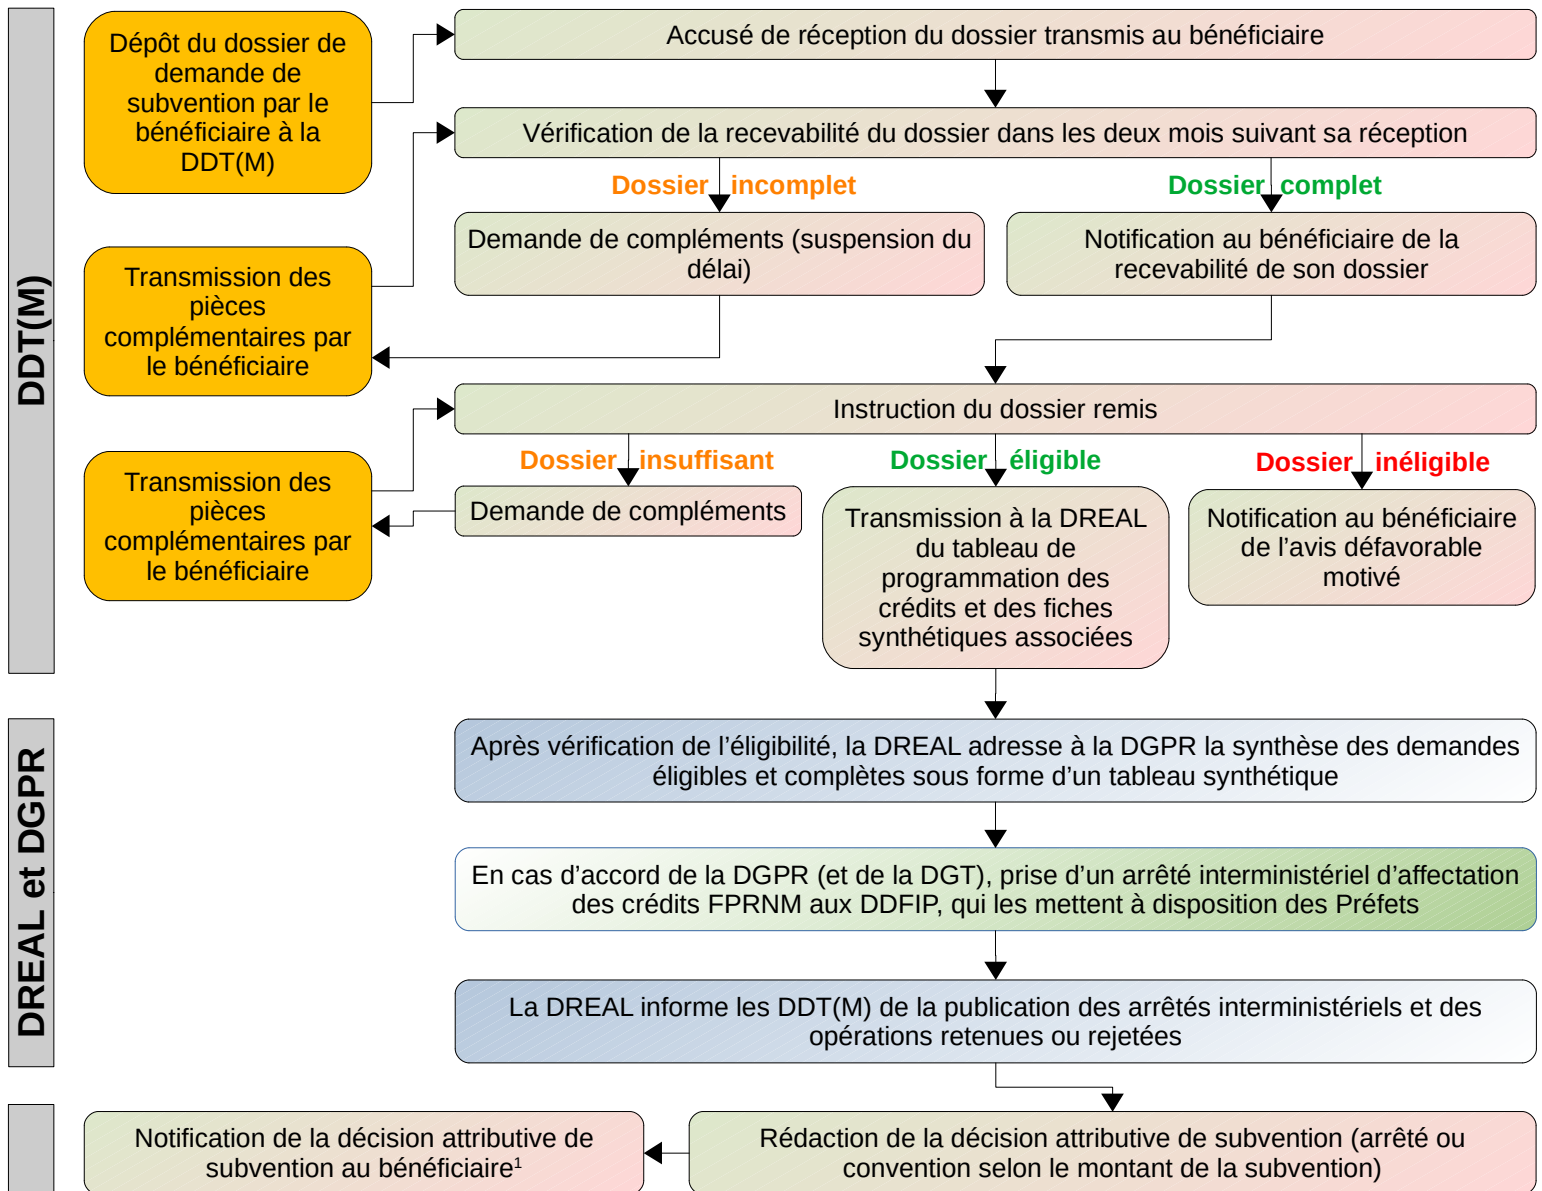 DDT(M)
Dépôt du dossier de
demande de
subvention par le
bénéficiaire à la
DDT(M)
Accusé de réception du dossier transmis au bénéficiaire
Vérification de la recevabilité du dossier dans les deux mois suivant sa réception
Dossier incomplet
Dossier complet
Demande de compléments (suspension du
délai)
Notification au bénéficiaire de la
recevabilité de son dossier
Transmission des
pièces
complémentaires par
le bénéficiaire
Instruction du dossier remis
Dossier insuffisant
Dossier éligible
Dossier inéligible
Transmission des
pièces
complémentaires par
le bénéficiaire
Demande de compléments
Transmission à la DREAL
du tableau de
programmation des
crédits et des fiches
synthétiques associées
Notification au bénéficiaire
de l’avis défavorable
motivé
DREAL et DGPR
Après vérification de l’éligibilité, la DREAL adresse à la DGPR la synthèse des demandes
éligibles et complètes sous forme d’un tableau synthétique
En cas d’accord de la DGPR (et de la DGT), prise d’un arrêté interministériel d’affectation
des crédits FPRNM aux DDFIP, qui les mettent à disposition des Préfets
La DREAL informe les DDT(M) de la publication des arrêtés interministériels et des
opérations retenues ou rejetées
Notification de la décision attributive de
subvention au bénéficiaire¹
Rédaction de la décision attributive de subvention (arrêté ou
convention selon le montant de la subvention)